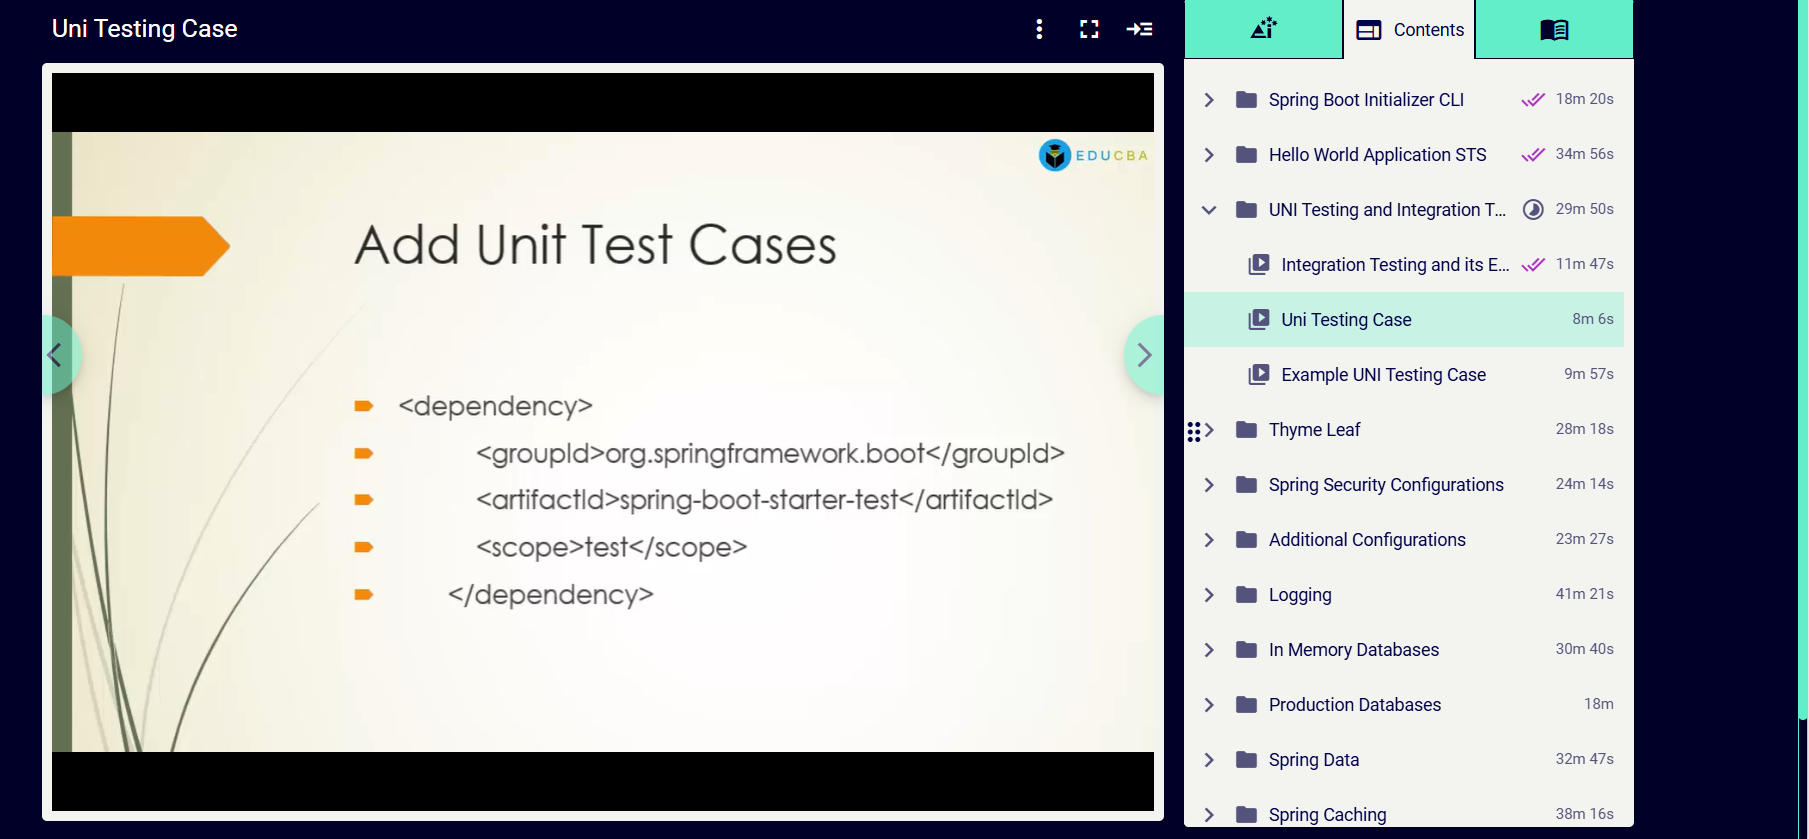 Uni Testing Case
EDUCBA
Add Unit Test Cases
<dependency>
<groupId>org.springframework.boot</groupId>
<artifactId>spring-boot-starter-test</artifactId>
<scope>test</scope>
</dependency>
Contents
Spring Boot Initializer CLI 18m 20s
Hello World Application STS 34m 56s
UNI Testing and Integration T... 29m 50s
Integration Testing and its E... 11m 47s
Uni Testing Case 8m 6s
Example UNI Testing Case 9m 57s
Thyme Leaf 28m 18s
Spring Security Configurations 24m 14s
Additional Configurations 23m 27s
Logging 41m 21s
In Memory Databases 30m 40s
Production Databases 18m
Spring Data 32m 47s
Spring Caching 38m 16s